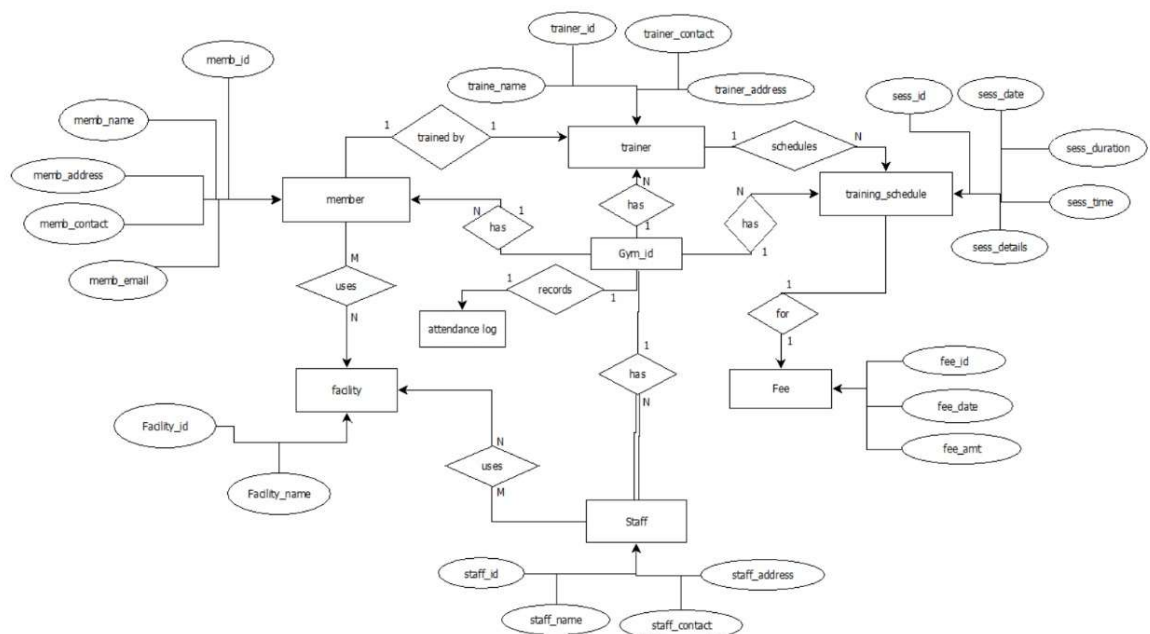 trainer_id
trainer_contact
memb_id
traine_name
trainer_address
sess_id
sess_date
memb_name
1
trained by
1
trainer
1
schedules
N
sess_duration
memb_address
member
training_schedule
memb_contact
N
1
has
N
has
1
N
has
1
sess_time
Gym_id
sess_details
memb_email
M
uses
N
1
records
1
attendance log
1
for
1
1
has
N
facility
Fee
fee_id
fee_date
fee_amt
Facility_id
Facility_name
N
uses
M
Staff
staff_id
staff_address
staff_name
staff_contact